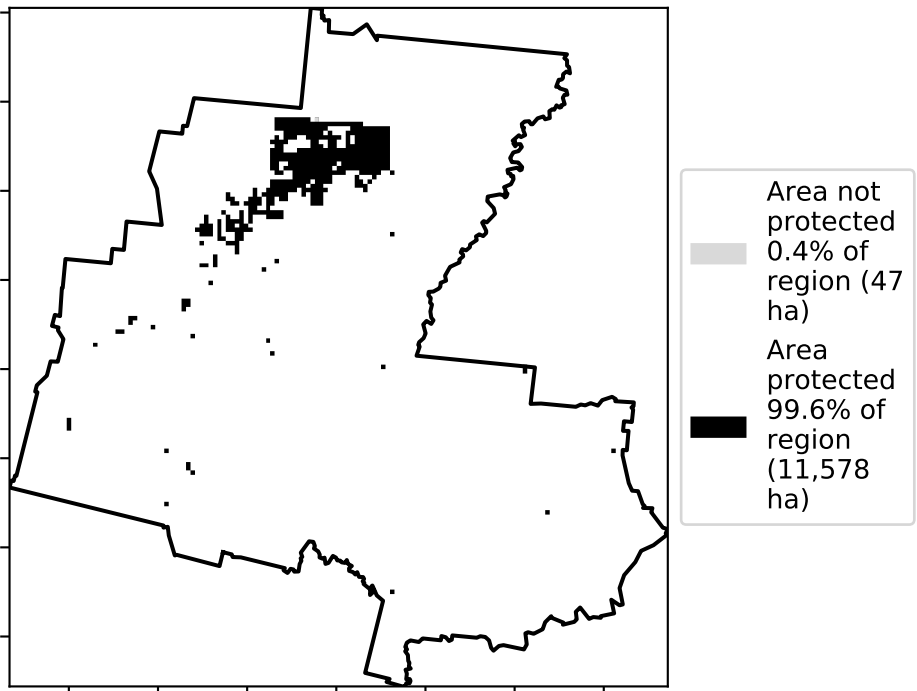 Area not
protected
0.4% of
region (47
ha)
Area
protected
99.6% of
region
(11,578
ha)